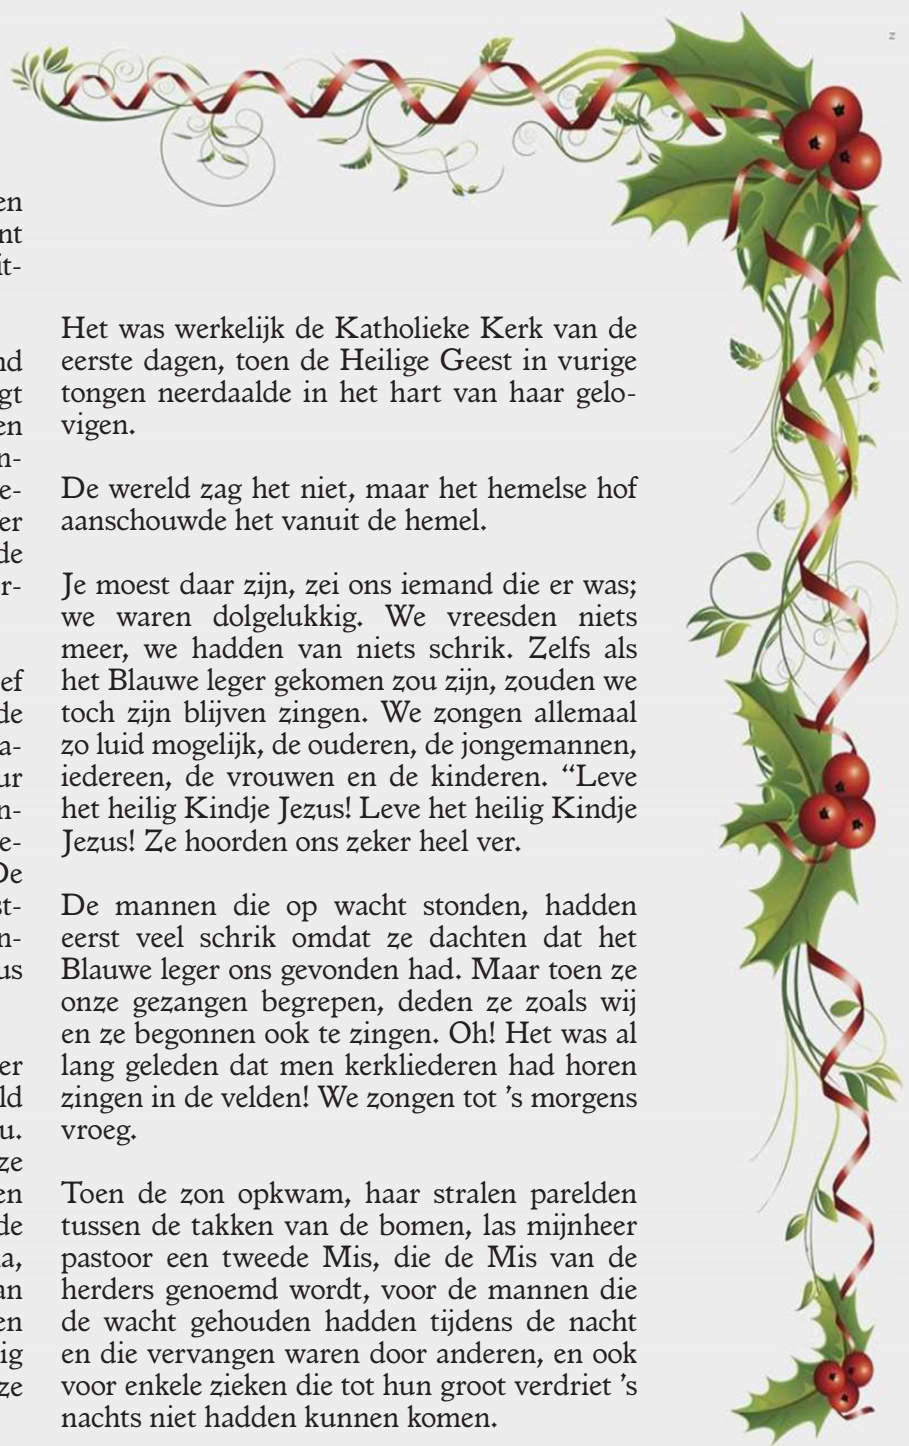 Het was werkelijk de Katholieke Kerk van de
eerste dagen, toen de Heilige Geest in vurige
tongen neerdaalde in het hart van haar gelo-
vigen.
De wereld zag het niet, maar het hemelse hof
aanschouwde het vanuit de hemel.
Je moest daar zijn, zei ons iemand die er was;
we waren dolgelukkig. We vreesden niets
meer, we hadden van niets schrik. Zelfs als
het Blauwe leger gekomen zou zijn, zouden we
toch zijn blijven zingen. We zongen allemaal
zo luid mogelijk, de ouderen, de jongemannen,
iedereen, de vrouwen en de kinderen. “Leve
het heilig Kindje Jezus! Leve het heilig Kindje
Jezus! Ze hoorden ons zeker heel ver.
De mannen die op wacht stonden, hadden
eerst veel schrik omdat ze dachten dat het
Blauwe leger ons gevonden had. Maar toen ze
onze gezangen begrepen, deden ze zoals wij
en ze begonnen ook te zingen. Oh! Het was al
lang geleden dat men kerkliederen had horen
zingen in de velden! We zongen tot ’s morgens
vroeg.
Toen de zon opkwam, haar stralen parelden
tussen de takken van de bomen, las mijnheer
pastoor een tweede Mis, die de Mis van de
herders genoemd wordt, voor de mannen die
de wacht gehouden hadden tijdens de nacht
en die vervangen waren door anderen, en ook
voor enkele zieken die tot hun groot verdriet ’s
nachts niet hadden kunnen komen.